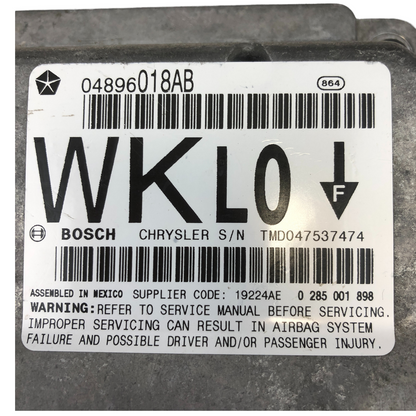 04896018AB 864
WKLO F
BOSCH CHRYSLER S/N TMD047537474
ASSEMBLED IN MEXICO SUPPLIER CODE: 19224AE 0 285 001 898
WARNING:REFER TO SERVICE MANUAL BEFORE SERVICING.
IMPROPER SERVICING CAN RESULT IN AIRBAG SYSTEM
FAILURE AND POSSIBLE DRIVER AND/OR PASSENGER INJURY.